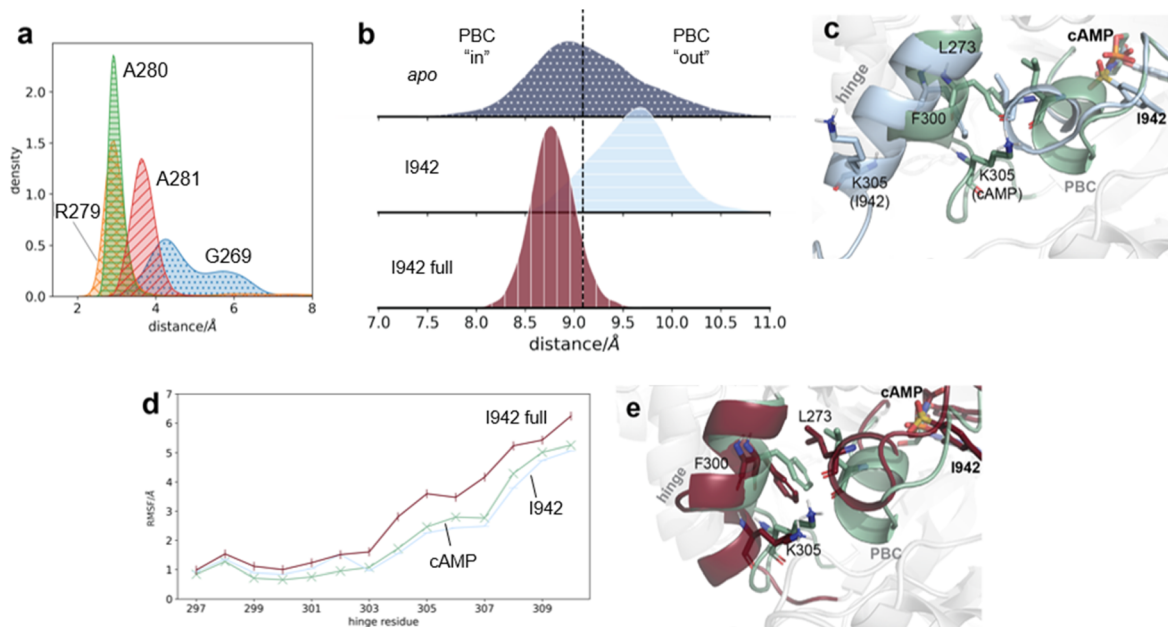 a
A280
A281
R279
G269
density
2.0
1.5
1.0
0.5
0.0
2
4
6
8
distance/Å
b
PBC
"in"
PBC
"out"
apo
I942
I942 full
7.0
7.5
8.0
8.5
9.0
9.5
10.0
10.5
11.0
distance/Å
c
cAMP
L273
hinge
F300
I942
K305
(I942)
K305
(cAMP)
PBC
d
7
6
5
4
3
2
1
0
RMSF/Å
I942 full
I942
cAMP
297
299
301
303
305
307
309
hinge residue
e
cAMP
L273
F300
hinge
I942
K305
PBC